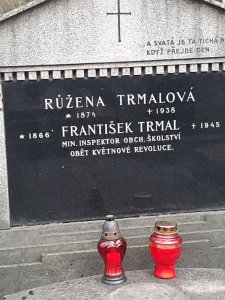 A SVATÁ JE TA TICHÁ
KDYŽ PŘEJDE DEN
RŮŽENA TRMALOVÁ
* 1874 + 1938
* 1866 FRANTIŠEK TRMAL + 1945
MIN. INSPEKTOR OBCH. ŠKOLSTVÍ
OBĚŤ KVĚTNOVÉ REVOLUCE.